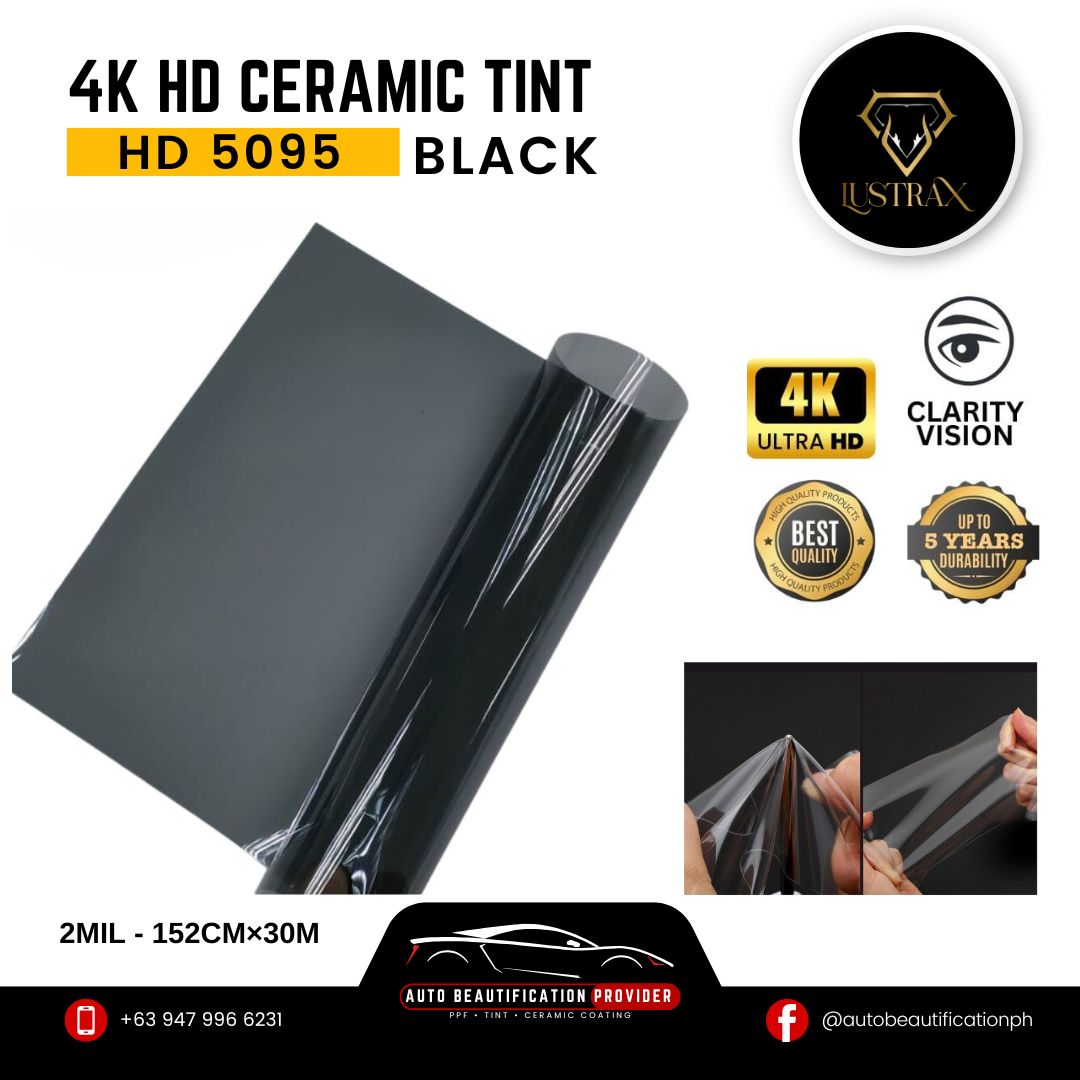 4K HD CERAMIC TINT
HD 5095 BLACK
LUSTRAX
4K
ULTRA HD
CLARITY
VISION
HIGH QUALITY PRODUCTS
BEST
QUALITY
HIGH QUALITY PRODUCTS
UP TO
5 YEARS
DURABILITY
2MIL - 152CM×30M
AUTO BEAUTIFICATION PROVIDER
PPF • TINT • CERAMIC COATING
+63 947 996 6231
@autobeautificationph